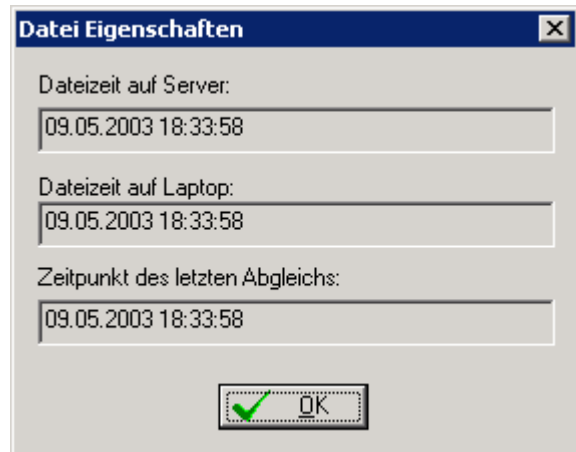 Datei Eigenschaften
Dateizeit auf Server:
09.05.2003 18:33:58
Dateizeit auf Laptop:
09.05.2003 18:33:58
Zeitpunkt des letzten Abgleichs:
09.05.2003 18:33:58
OK